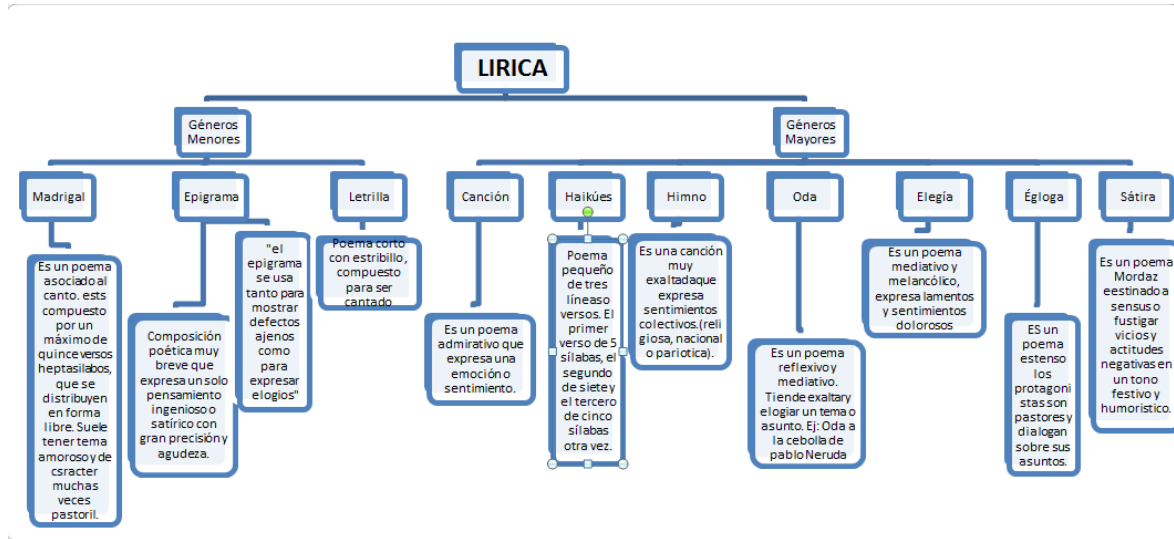 LIRICA
Géneros
Menores
Géneros
Mayores
Madrigal
Epigrama
Letrilla
Canción
Haikúes
Himno
Oda
Elegía
Égloga
Sátira
Es un poema
asociado al
canto. ests
compuesto
por un
máximo de
quince versos
heptasilabos,
que se
distribuyen
en forma
libre. Suele
tener tema
amoroso y de
csracter
muchas
veces
pastoril.
Composición
poética muy
breve que
expresa un solo
pensamiento
ingenioso o
satírico con
gran precisión y
agudeza.
"el
epigrama
se usa
tanto para
mostrar
defectos
ajenos
como
para
expresar
elogios"
Poema corto
con estribillo,
compuesto
para ser
cantado
Es un poema
admirativo que
expresa una
emoción o
sentimiento.
Poema
pequeño
de tres
líneas o
versos. El
primer
verso de 5
sílabas, el
segundo
de siete y
el tercero
de cinco
sílabas
otra vez.
Es una canción
muy
exaltadaque
expresa
sentimientos
colectivos.(reli
giosa, nacional
o pariotica).
Es un poema
reflexivo y
mediativo.
Tiende exaltar y
elogiar un tema o
asunto. Ej: Oda a
la cebolla de
pablo Neruda
Es un poema
mediativo y
melancólico,
expresa lamentos
y sentimientos
dolorosos
ES un
poema
estenso
los
protagoni
stas son
pastores y
dialogan
sobre sus
asuntos.
Es un poema
Mordaz
eestinado a
sensus o
fustigar
vicios y
actitudes
negativas en
un tono
festivo y
humoristico.